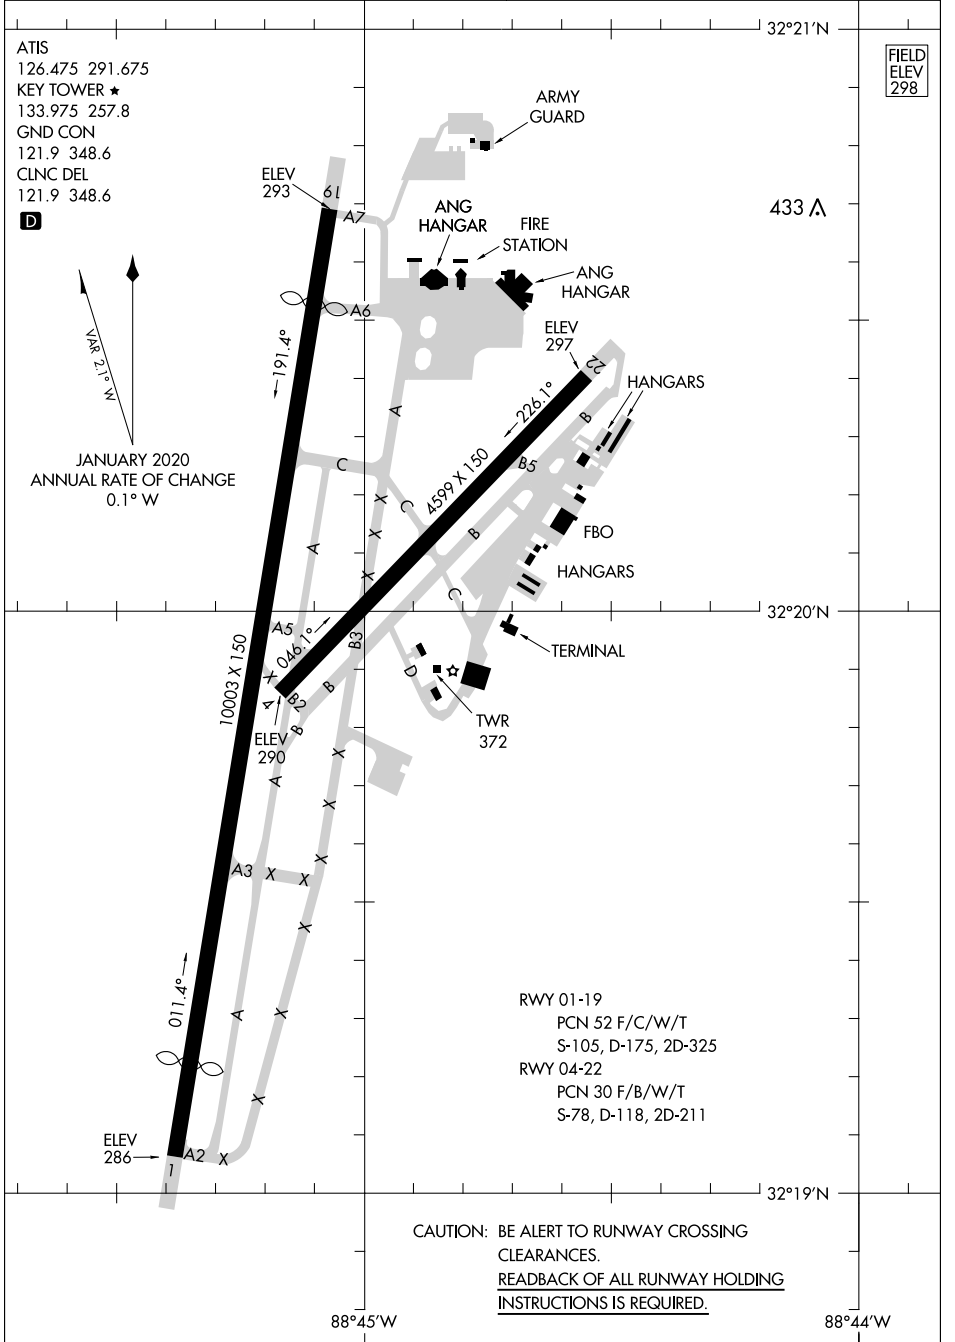 32°21'N
ATIS
126.475 291.675
KEY TOWER ★
133.975 257.8
GND CON
121.9 348.6
CLNC DEL
121.9 348.6
D
FIELD
ELEV
298
ARMY
GUARD
ELEV
293
19
A7
ANG
HANGAR
FIRE
STATION
433
ANG
HANGAR
A6
VAR 2.1° W
191.4°
ELEV
297
22
HANGARS
226.1°
A
B
JANUARY 2020
ANNUAL RATE OF CHANGE
0.1° W
C
B5
4599 X 150
X
C
X
B
FBO
A
X
HANGARS
C
32°20'N
A5
046.1°
B3
TERMINAL
10003 X 150
X
D
B
4
B2
TWR
372
B
ELEV
290
X
A
X
X
A3
X
X
X
011.4°
A
X
RWY 01-19
PCN 52 F/C/W/T
S-105, D-175, 2D-325
RWY 04-22
PCN 30 F/B/W/T
S-78, D-118, 2D-211
X
ELEV
286
A2
X
1
32°19'N
CAUTION: BE ALERT TO RUNWAY CROSSING
CLEARANCES.
READBACK OF ALL RUNWAY HOLDING
INSTRUCTIONS IS REQUIRED.
88°45'W
88°44'W